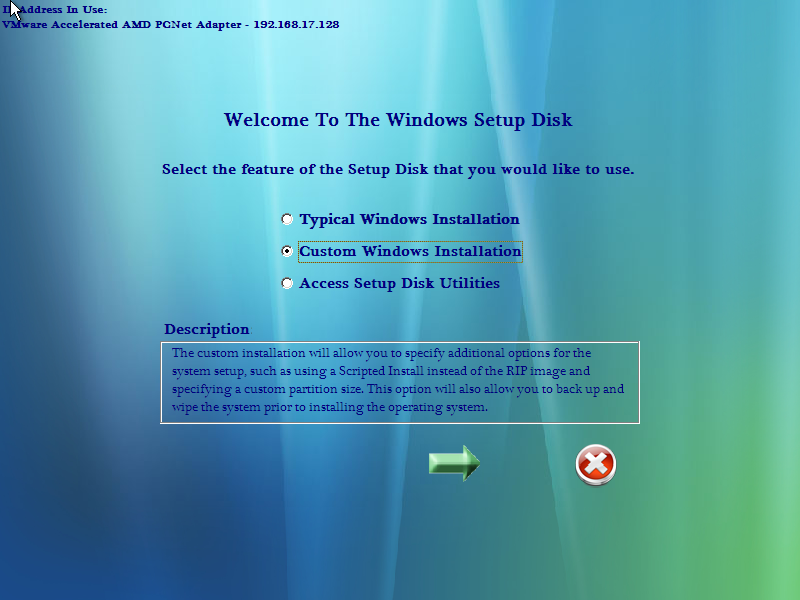 IP Address In Use:
VMware Accelerated AMD PCNet Adapter - 192.168.17.128
Welcome To The Windows Setup Disk
Select the feature of the Setup Disk that you would like to use.
Typical Windows Installation
Custom Windows Installation
Access Setup Disk Utilities
Description
The custom installation will allow you to specify additional options for the
system setup, such as using a Scripted Install instead of the RIP image and
specifying a custom partition size. This option will also allow you to back up and
wipe the system prior to installing the operating system.